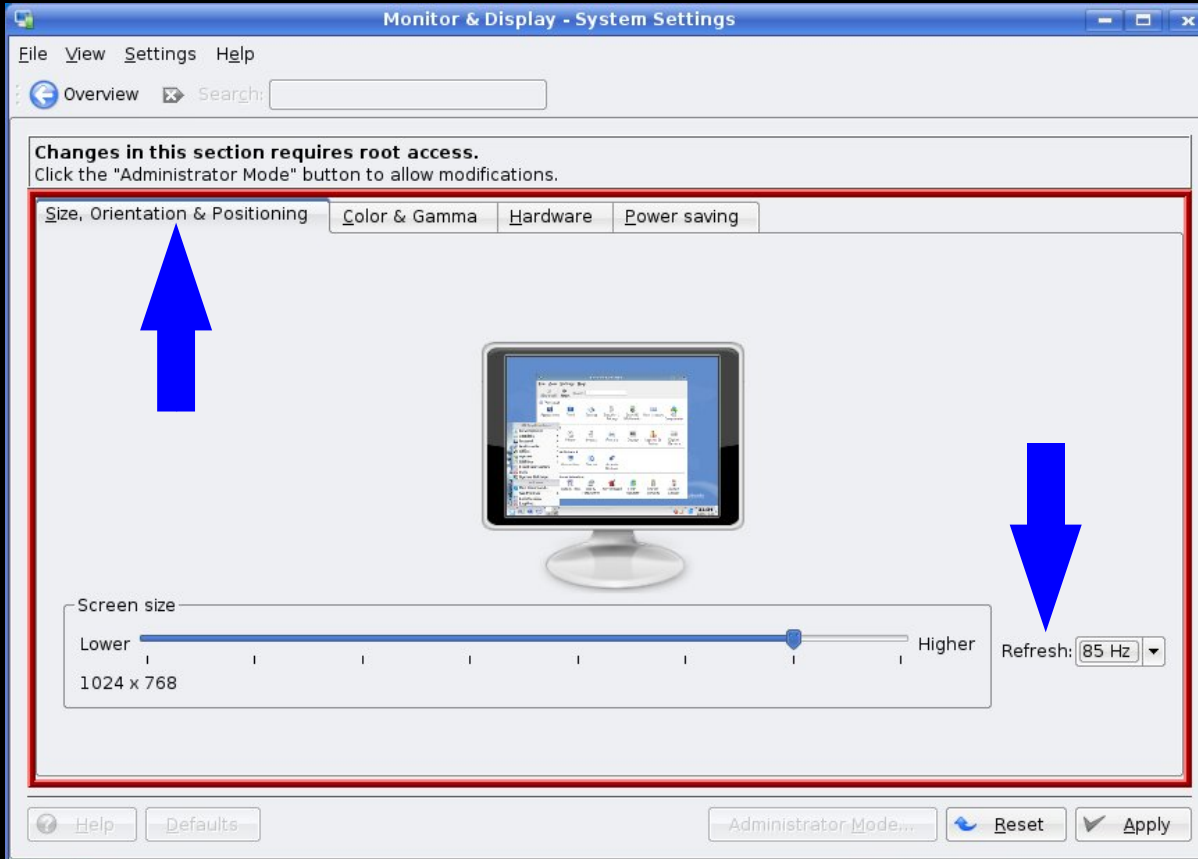 Monitor & Display - System Settings
File View Settings Help
Overview Search:
Changes in this section requires root access.
Click the "Administrator Mode" button to allow modifications.
Size, Orientation & Positioning Color & Gamma Hardware Power saving
Screen size
Lower Higher
Refresh: 85 Hz
1024 x 768
Help Defaults Administrator Mode... Reset Apply